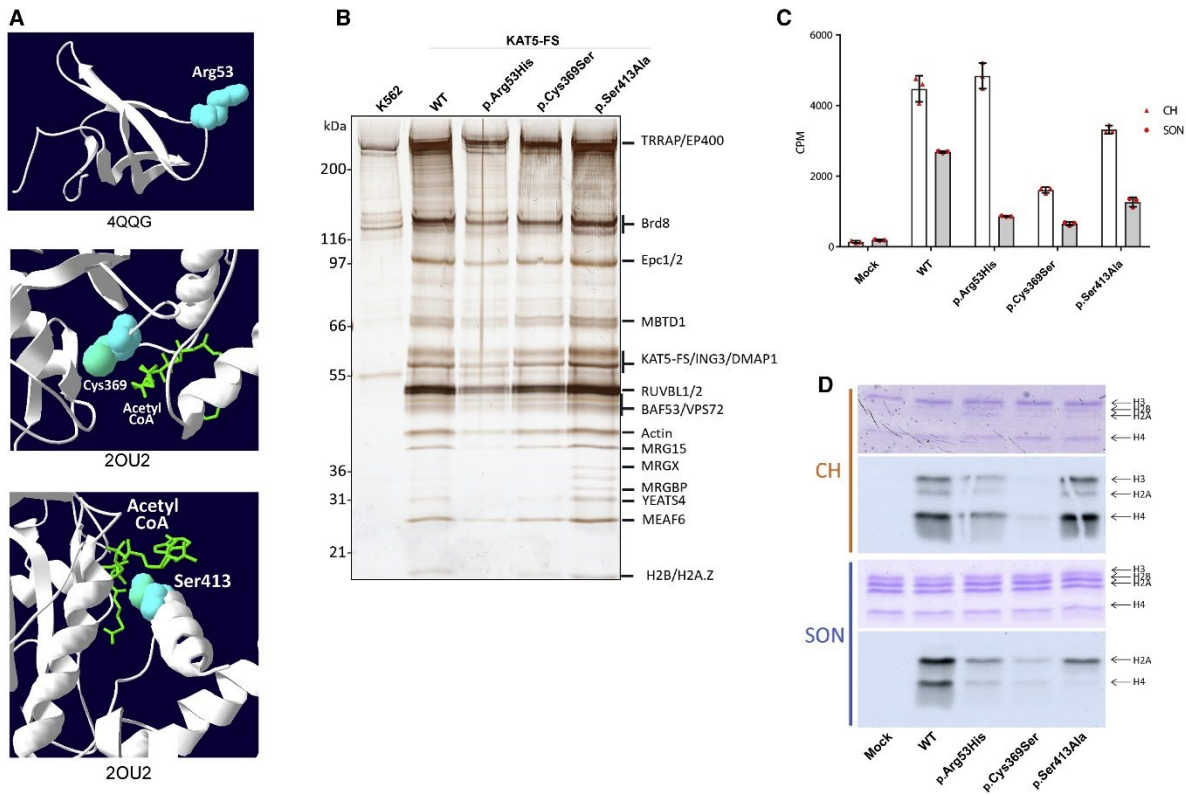 A
Arg53
4QQG
Cys369
Acetyl
CoA
2OU2
Acetyl
CoA
Ser413
2OU2
B
KAT5-FS
K562
WT
p.Arg53His
p.Cys369Ser
p.Ser413Ala
kDa
200
116
97
66
55
36
31
21
TRRAP/EP400
Brd8
Epc1/2
MBTD1
KAT5-FS/ING3/DMAP1
RUVBL1/2
BAF53/VPS72
Actin
MRG15
MRGX
MRGBP
YEATS4
MEAF6
H2B/H2A.Z
C
CPM
6000
4000
2000
0
Mock
WT
p.Arg53His
p.Cys369Ser
p.Ser413Ala
CH
SON
D
CH
H3
H2B
H2A
H4
H3
H2A
H4
SON
H3
H2B
H2A
H4
H2A
H4
Mock
WT
p.Arg53His
p.Cys369Ser
p.Ser413Ala